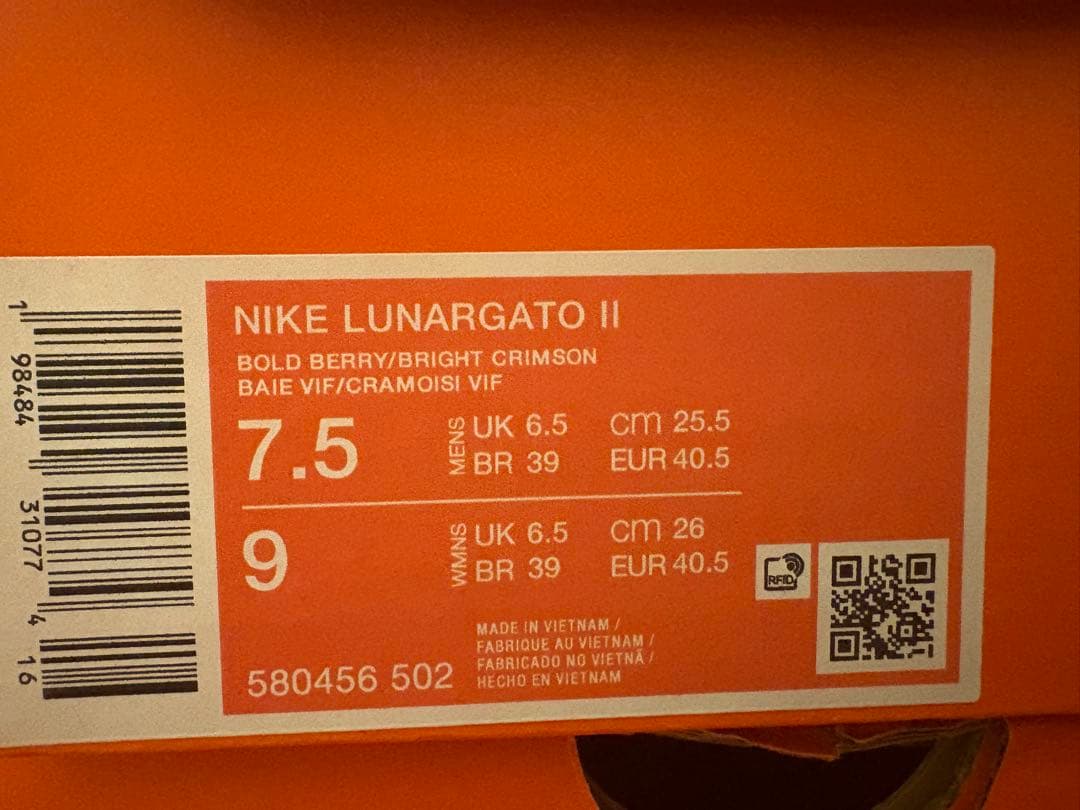 NIKE LUNARGATO II
BOLD BERRY/BRIGHT CRIMSON
BAIE VIF/CRAMOISI VIF
7.5
MENS
UK 6.5 CM 25.5
BR 39 EUR 40.5
9
WMNS
UK 6.5 CM 26
BR 39 EUR 40.5
RFID
MADE IN VIETNAM /
FABRIQUE AU VIETNAM /
FABRICADO NO VIETNÃ /
HECHO EN VIETNAM
580456 502
1 98484 31077 4 16